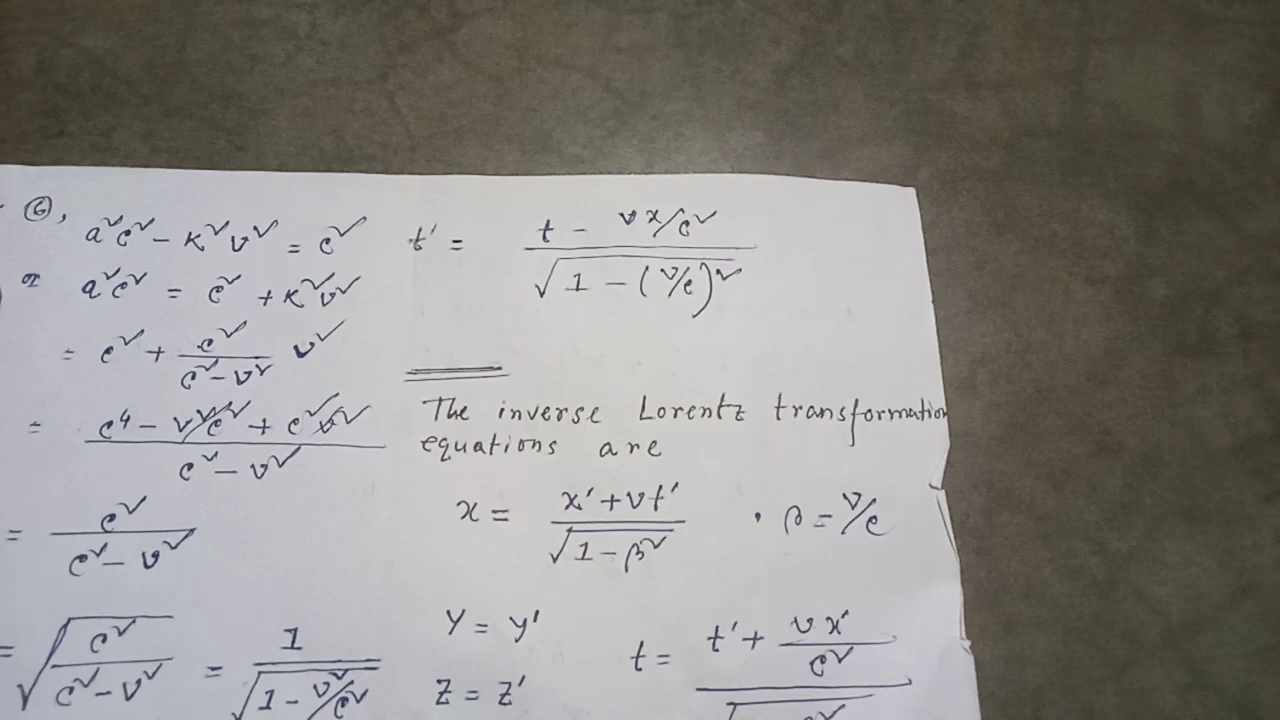 ⑥,
a²c² - K²v² = c²
or a²c² = c² + K²v²
= c² + c²/(c² - v²) v²
= (c⁴ - v²c² + c²v²)/(c² - v²)
= c²/(c² - v²)
= √(c²/(c² - v²)) = 1/√(1 - v²/c²)
t' = (t - vx/c²)/√(1 - (v/c)²)
The inverse Lorentz transformation
equations are
x = (x' + vt')/√(1 - β²) . β = v/c
y = y'
z = z'
t = (t' + vx'/c²)/√